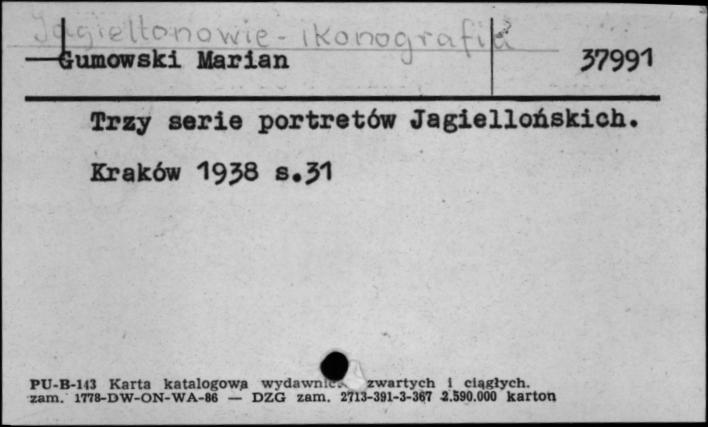 Jagiellonowie - ikonografia
Gumowski Marian 37991
Trzy serie portretów Jagiellońskich.
Kraków 1938 s.31
PU-B-143 Karta katalogowa zwartych i ciągłych.
zam. 1778-DW-ON-WA-86 — DZG zam. 2713-391-3-367 2.590.000 karton